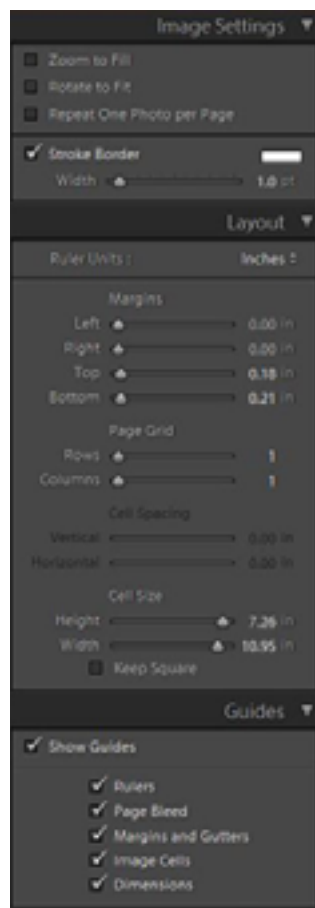 Image Settings
Zoom to Fill
Rotate to Fit
Repeat One Photo per Page
Stroke Border
Width 1.0 pt
Layout
Ruler Units: Inches
Margins
Left 0.00 in
Right 0.00 in
Top 0.18 in
Bottom 0.21 in
Page Grid
Rows 1
Columns 1
Cell Spacing
Vertical 0.00 in
Horizontal 0.00 in
Cell Size
Height 7.26 in
Width 10.95 in
Keep Square
Guides
Show Guides
Rulers
Page Bleed
Margins and Gutters
Image Cells
Dimensions